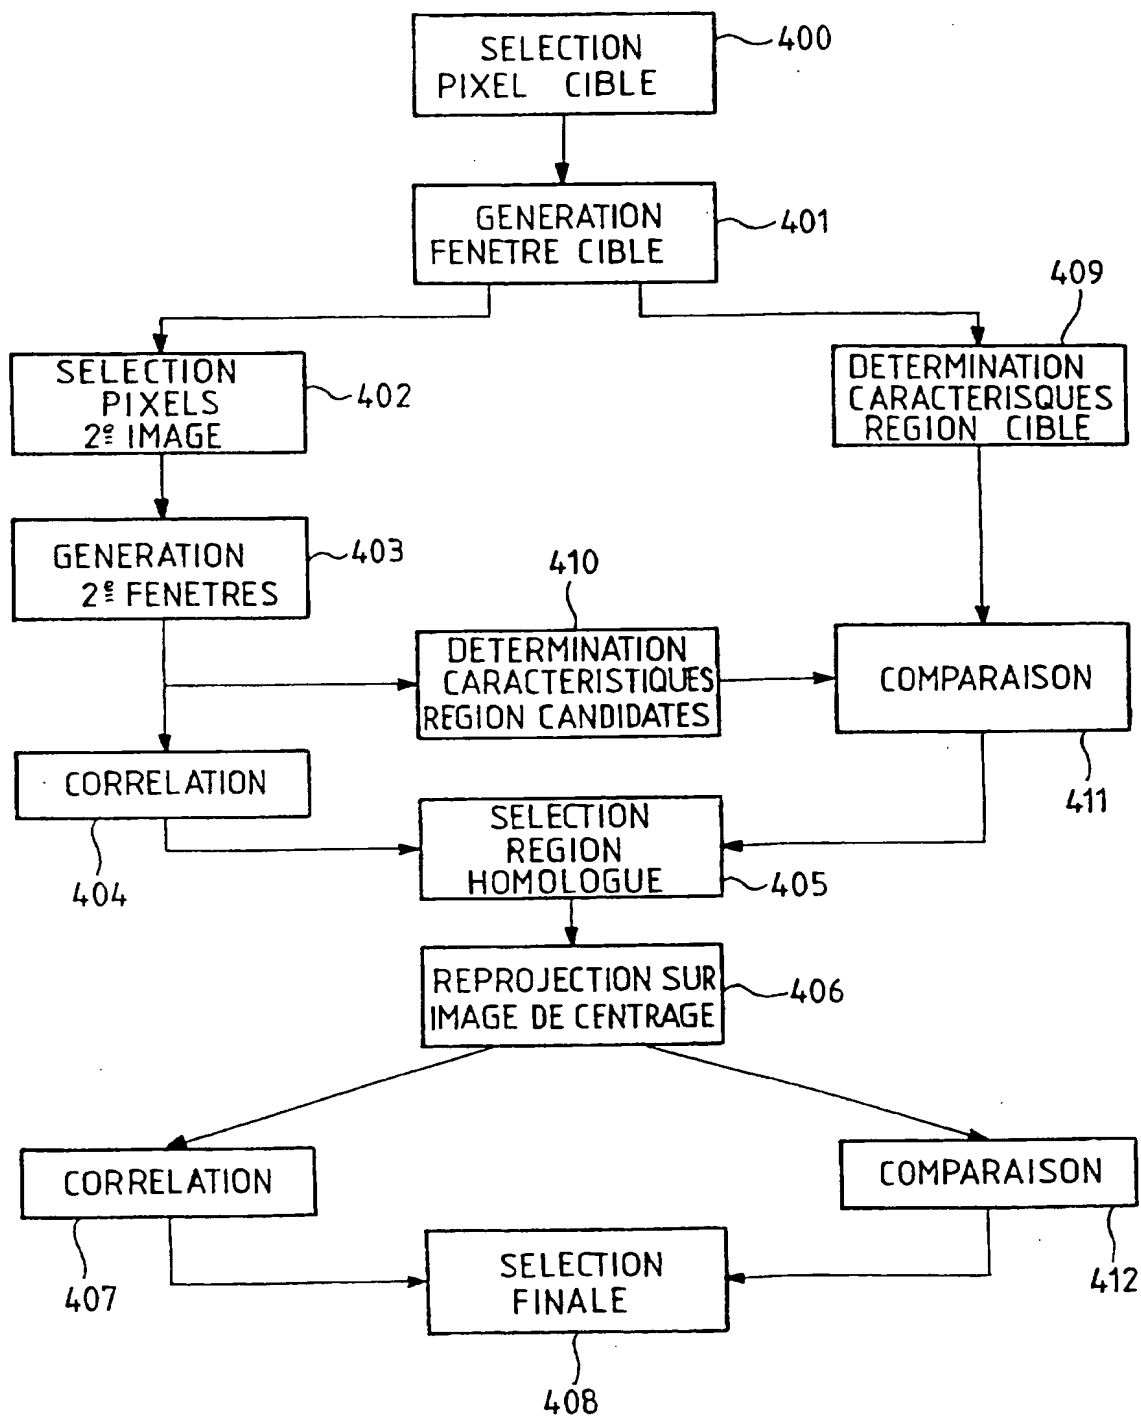 SELECTION
PIXEL CIBLE
400
GENERATION
FENETRE CIBLE
401
409
SELECTION
PIXELS
2e IMAGE
402
DETERMINATION
CARACTERISQUES
REGION CIBLE
GENERATION
2e FENETRES
403
410
DETERMINATION
CARACTERISTIQUES
REGION CANDIDATES
COMPARAISON
411
CORRELATION
404
SELECTION
REGION
HOMOLOGUE
405
REPROJECTION SUR
IMAGE DE CENTRAGE
406
CORRELATION
407
COMPARAISON
412
SELECTION
FINALE
408